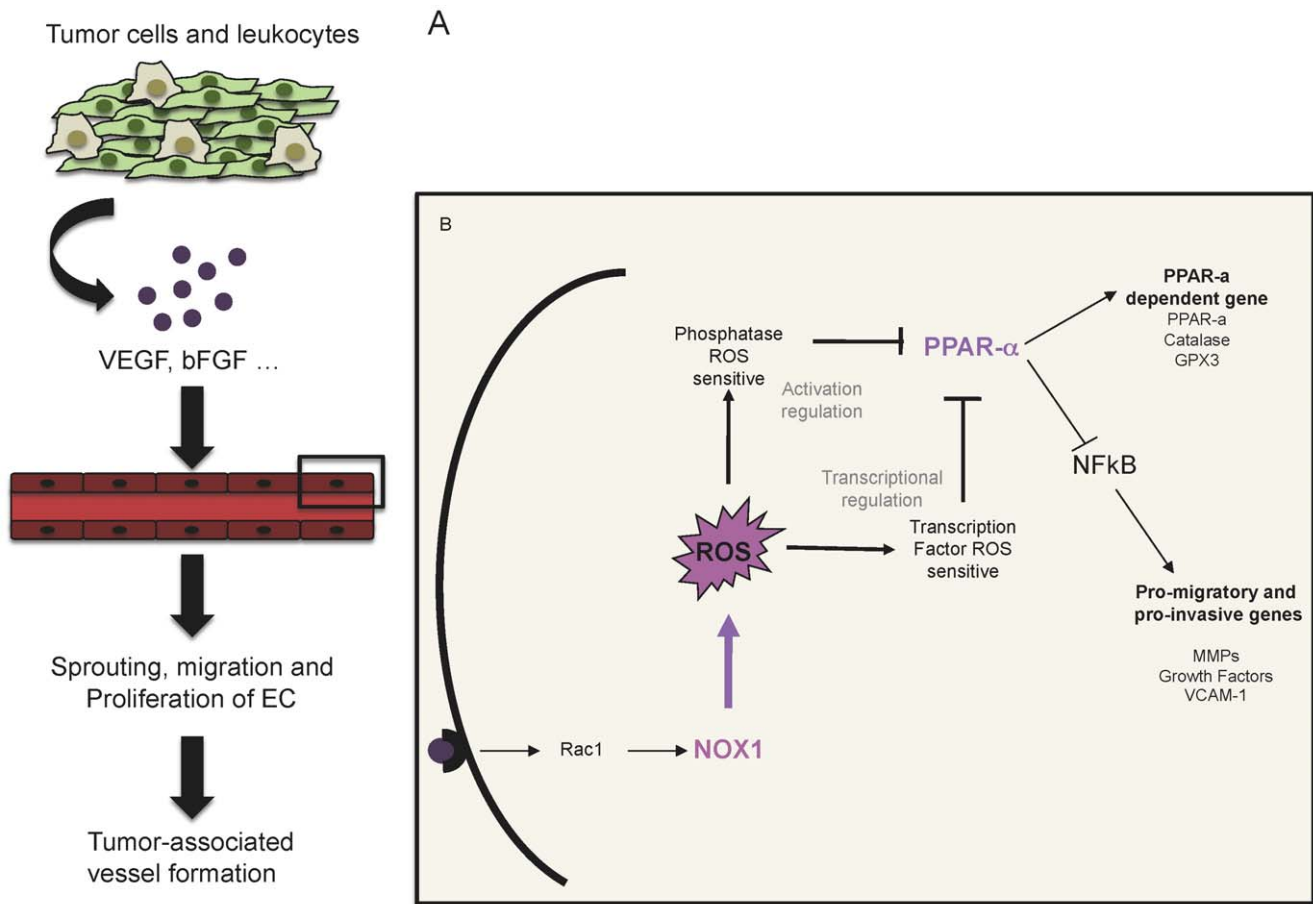 Tumor cells and leukocytes
VEGF, bFGF ...
Sprouting, migration and
Proliferation of EC
Tumor-associated
vessel formation
A
B
Phosphatase
ROS
sensitive
Activation
regulation
PPAR-α
PPAR-a
dependent gene
PPAR-a
Catalase
GPX3
NFkB
Transcriptional
regulation
ROS
Transcription
Factor ROS
sensitive
Pro-migratory and
pro-invasive genes
MMPs
Growth Factors
VCAM-1
Rac1
NOX1